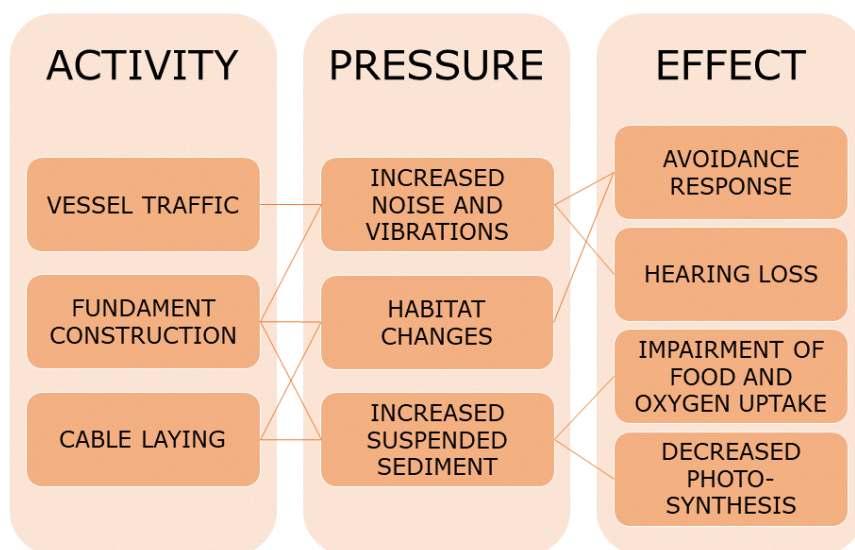 ACTIVITY
VESSEL TRAFFIC
FUNDAMENT
CONSTRUCTION
CABLE LAYING
PRESSURE
INCREASED
NOISE AND
VIBRATIONS
HABITAT
CHANGES
INCREASED
SUSPENDED
SEDIMENT
EFFECT
AVOIDANCE
RESPONSE
HEARING LOSS
IMPAIRMENT OF
FOOD AND
OXYGEN UPTAKE
DECREASED
PHOTO-
SYNTHESIS